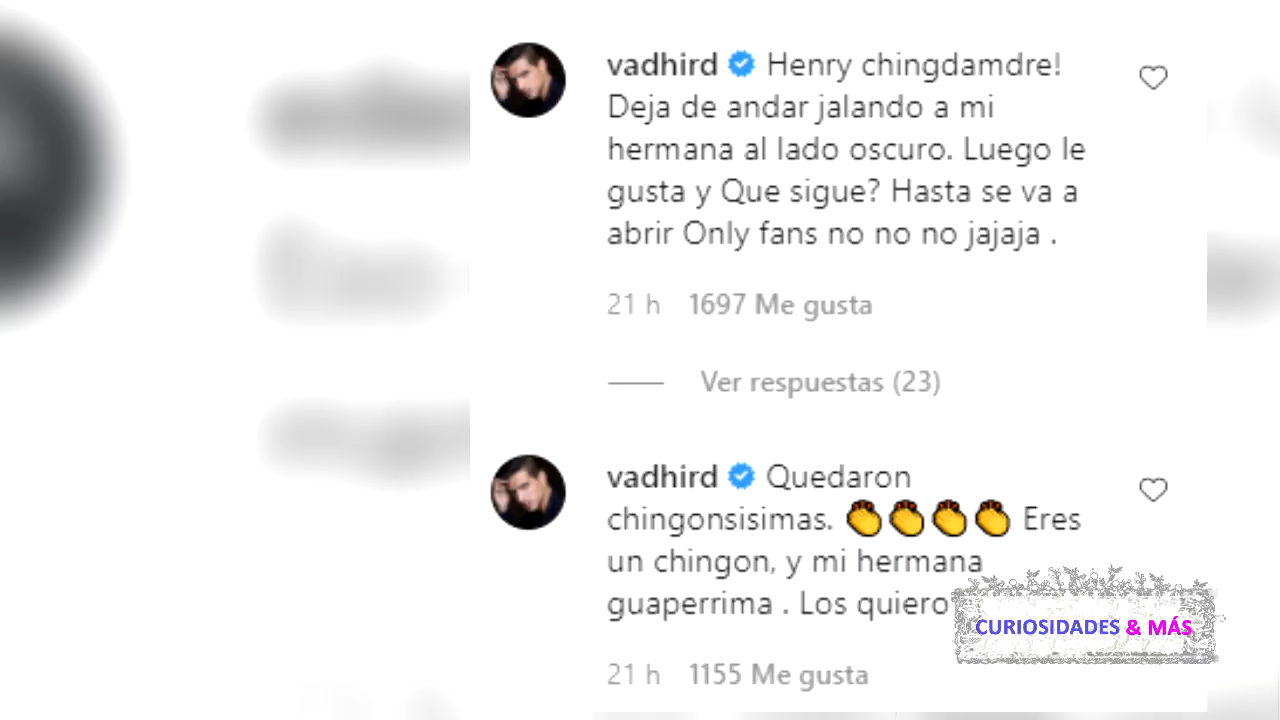 vadhird Henry chingdamdre!
Deja de andar jalando a mi
hermana al lado oscuro. Luego le
gusta y Que sigue? Hasta se va a
abrir Only fans no no no jajaja .
21 h 1697 Me gusta
Ver respuestas (23)
vadhird Quedaron
chingonsisimas. 👏👏👏👏 Eres
un chingon, y mi hermana
guaperrima . Los quiero
CURIOSIDADES & MÁS
21 h 1155 Me gusta